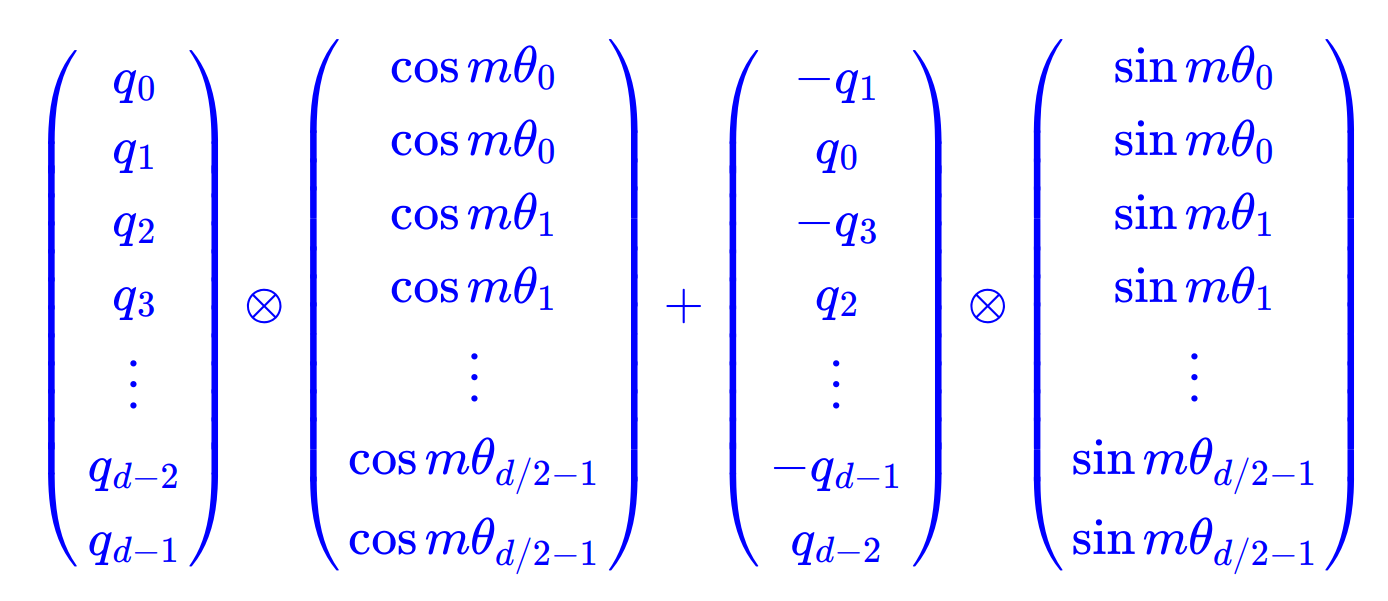 $$\begin{pmatrix} q_0 \\ q_1 \\ q_2 \\ q_3 \\ \vdots \\ q_{d-2} \\ q_{d-1} \end{pmatrix} \otimes \begin{pmatrix} \cos m\theta_0 \\ \cos m\theta_0 \\ \cos m\theta_1 \\ \cos m\theta_1 \\ \vdots \\ \cos m\theta_{d/2-1} \\ \cos m\theta_{d/2-1} \end{pmatrix} + \begin{pmatrix} -q_1 \\ q_0 \\ -q_3 \\ q_2 \\ \vdots \\ -q_{d-1} \\ q_{d-2} \end{pmatrix} \otimes \begin{pmatrix} \sin m\theta_0 \\ \sin m\theta_0 \\ \sin m\theta_1 \\ \sin m\theta_1 \\ \vdots \\ \sin m\theta_{d/2-1} \\ \sin m\theta_{d/2-1} \end{pmatrix}$$